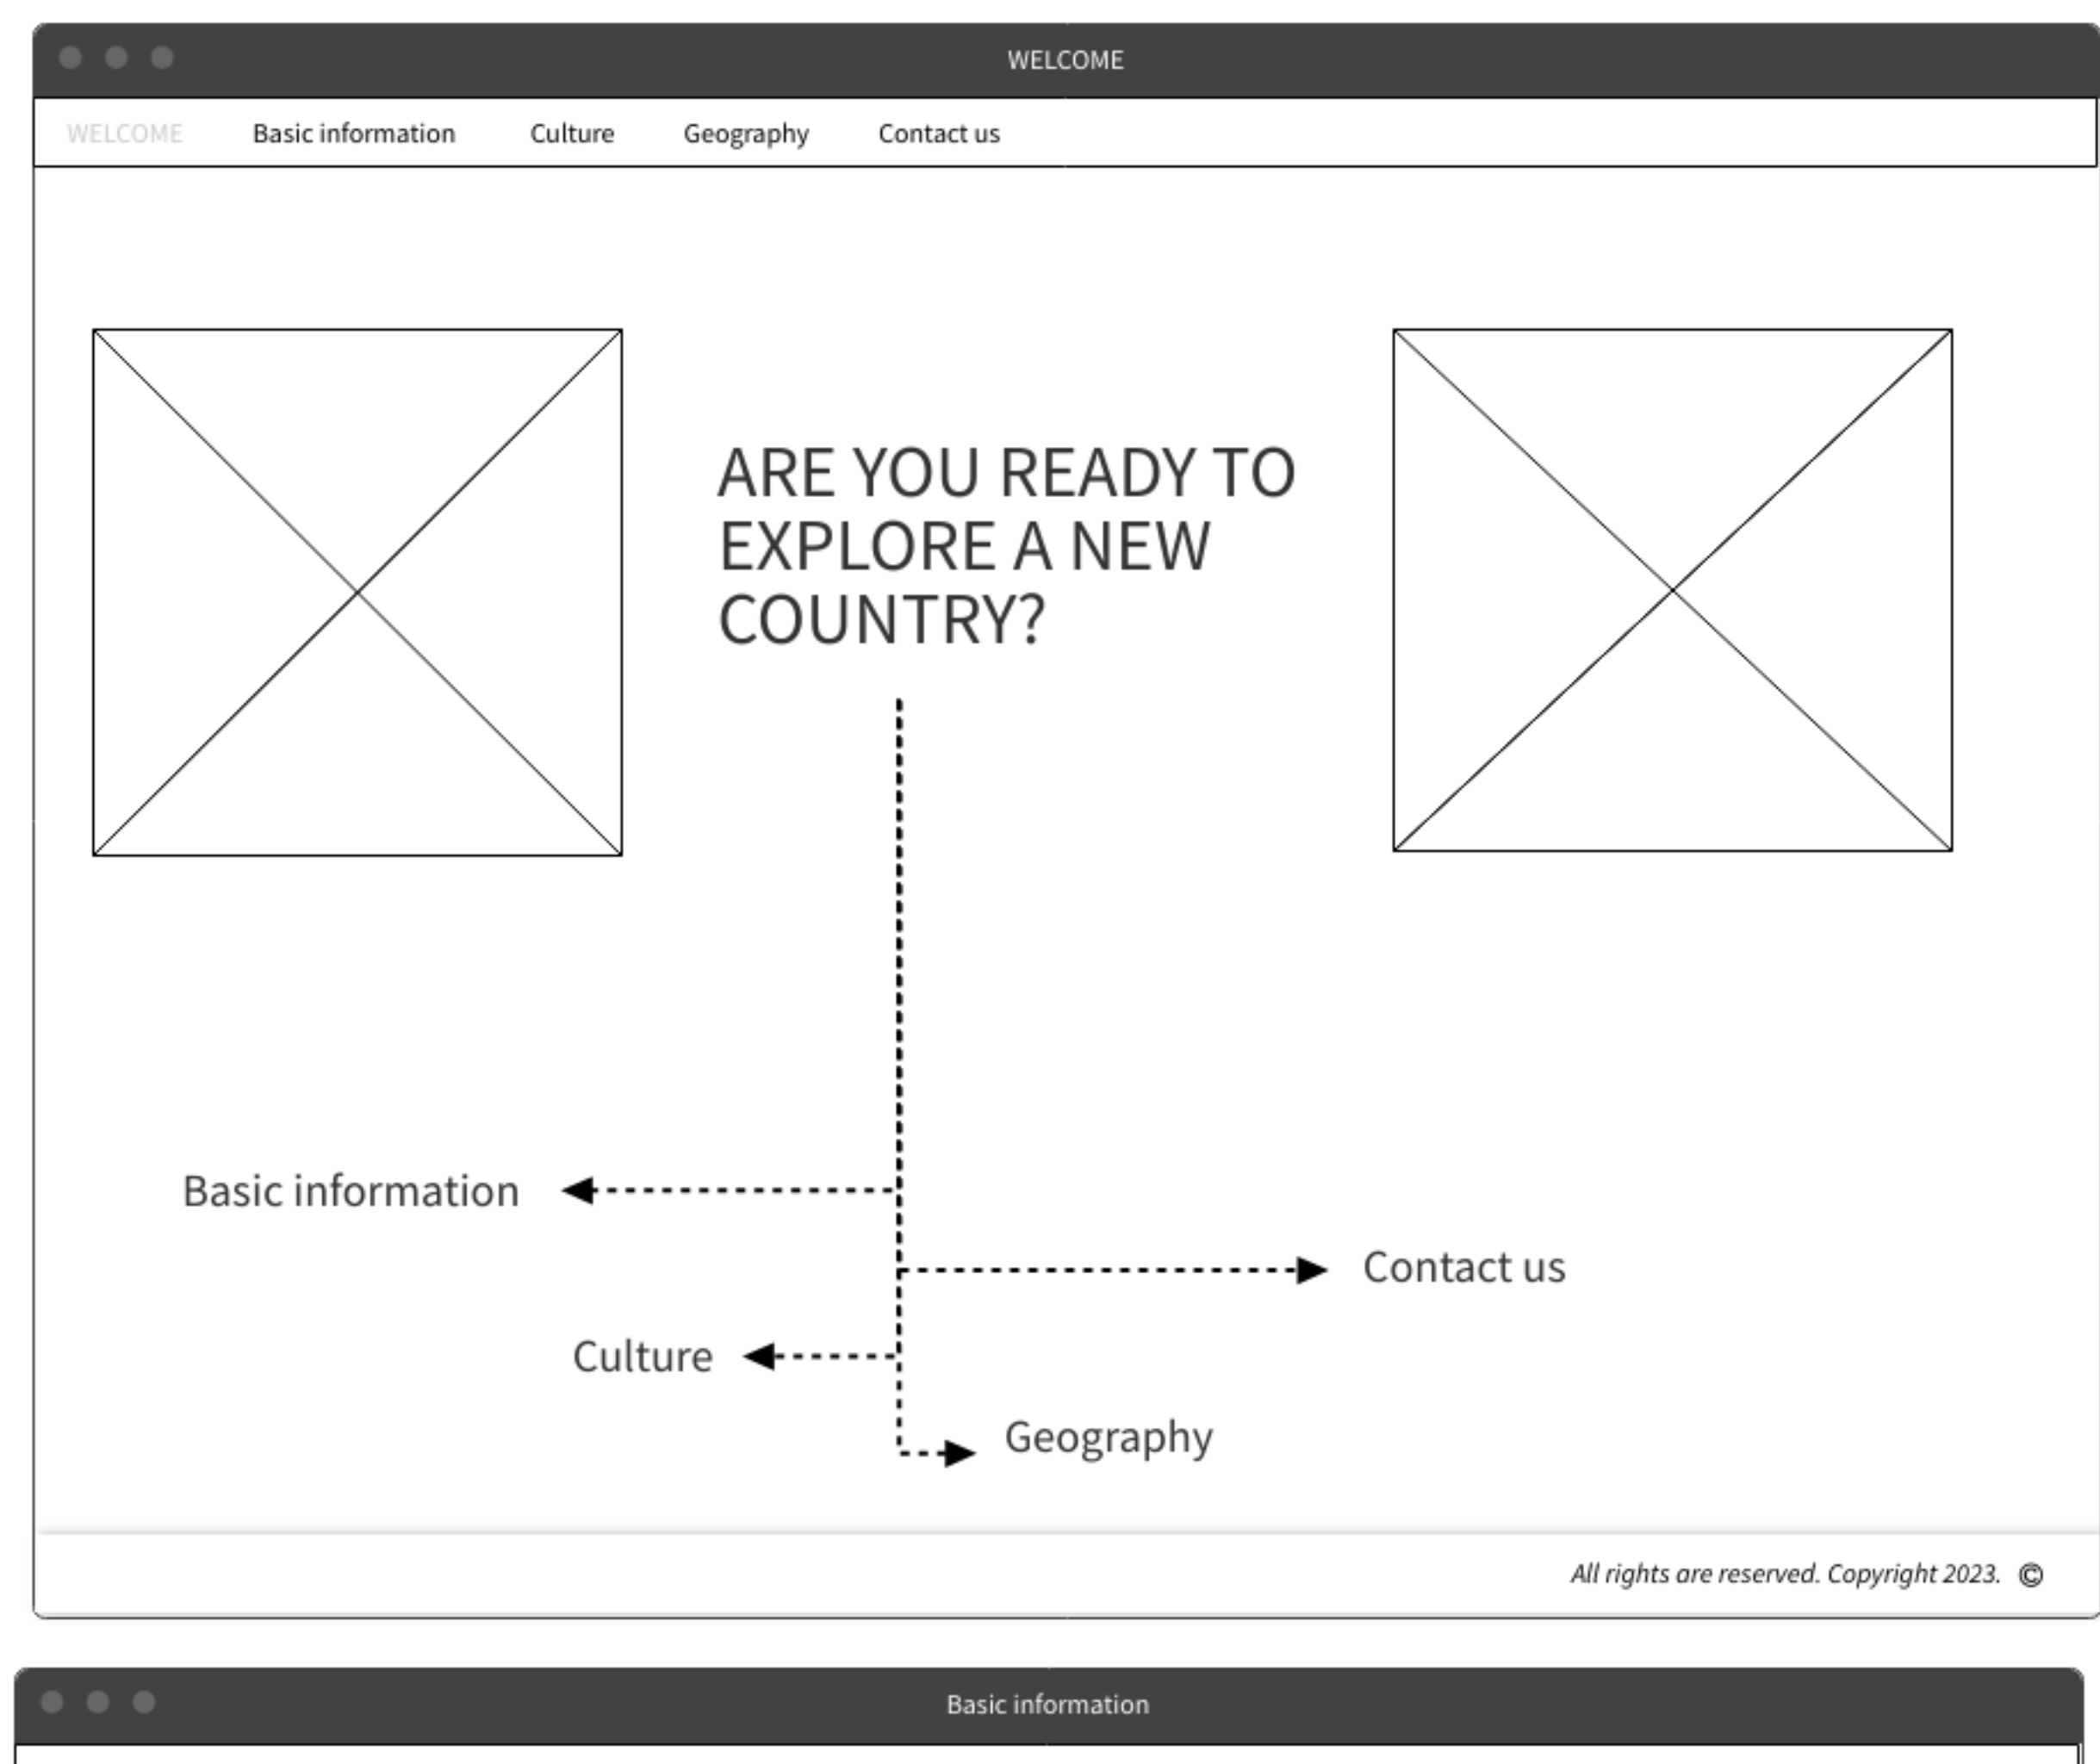 WELCOME
WELCOME Basic information Culture Geography Contact us
ARE YOU READY TO
EXPLORE A NEW
COUNTRY?
Basic information
Contact us
Culture
Geography
All rights are reserved. Copyright 2023. ©
Basic information